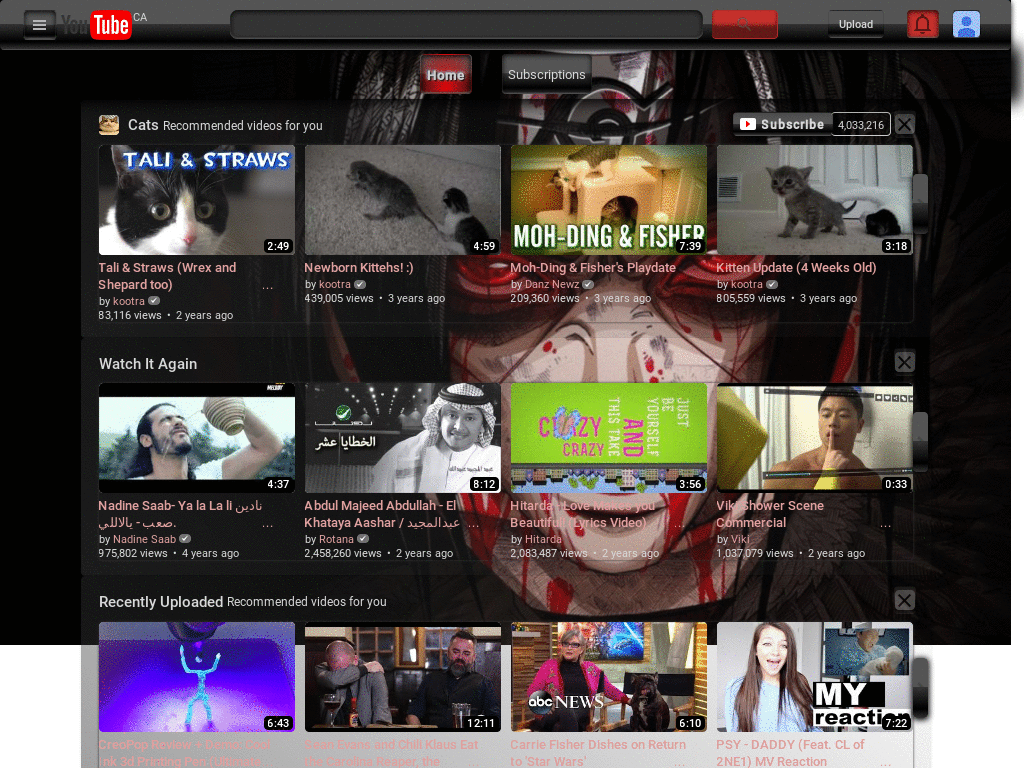 YouTube CA
Upload
Home
Subscriptions
Cats Recommended videos for you
Subscribe 4,033,216
TALI & STRAWS
MOH-DING & FISHER
2:49
4:59
7:39
3:18
Tali & Straws (Wrex and
Shepard too)
by kootra
83,116 views • 2 years ago
Newborn Kittehs! :)
by kootra
439,005 views • 3 years ago
Moh-Ding & Fisher's Playdate
by Danz Newz
209,360 views • 3 years ago
Kitten Update (4 Weeks Old)
by kootra
805,559 views • 3 years ago
Watch It Again
الخطايا عشر
JUST
BE
YOURSELF
AND
THIS TAKE
CRAZY
CRAZY
4:37
8:12
3:56
0:33
Nadine Saab- Ya la La li نادين
صعب - يالاللي.
by Nadine Saab
975,802 views • 4 years ago
Abdul Majeed Abdullah - El
Khataya Aashar / عبدالمجيد
by Rotana
2,458,260 views • 2 years ago
Hitarda - Love Makes you
Beautiful (Lyrics Video)
by Hitarda
2,083,487 views • 2 years ago
Viki Shower Scene
Commercial
by Viki
1,037,079 views • 2 years ago
Recently Uploaded Recommended videos for you
abc NEWS
MY
reaction
6:43
12:11
6:10
7:22
CreoPop Review
Ink 3d Printing Pen
Sean Evans and Chili Klaus Eat
the Carolina Reaper, the
Carrie Fisher Dishes on Return
to 'Star Wars'
PSY - DADDY (Feat. CL of
2NE1) MV Reaction